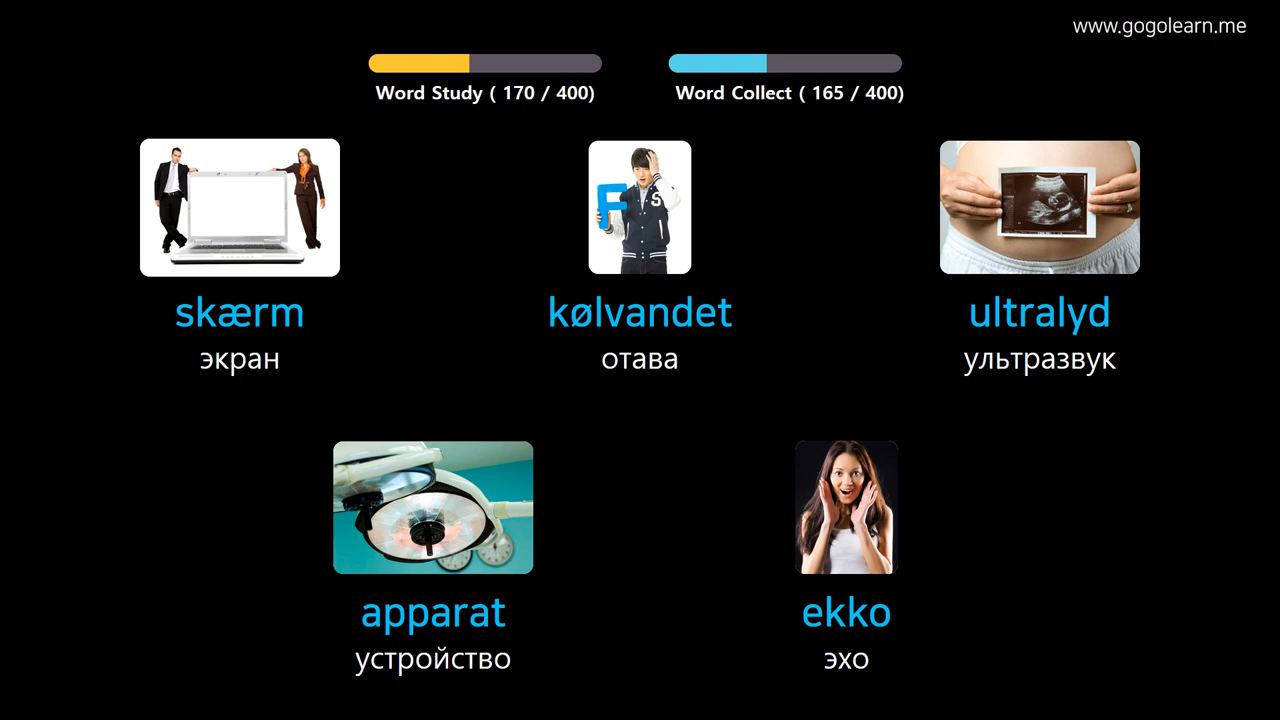 www.gogolearn.me
Word Study ( 170 / 400)
Word Collect ( 165 / 400)
F
S
skærm
экран
kølvandet
отава
ultralyd
ультразвук
apparat
устройство
ekko
эхо